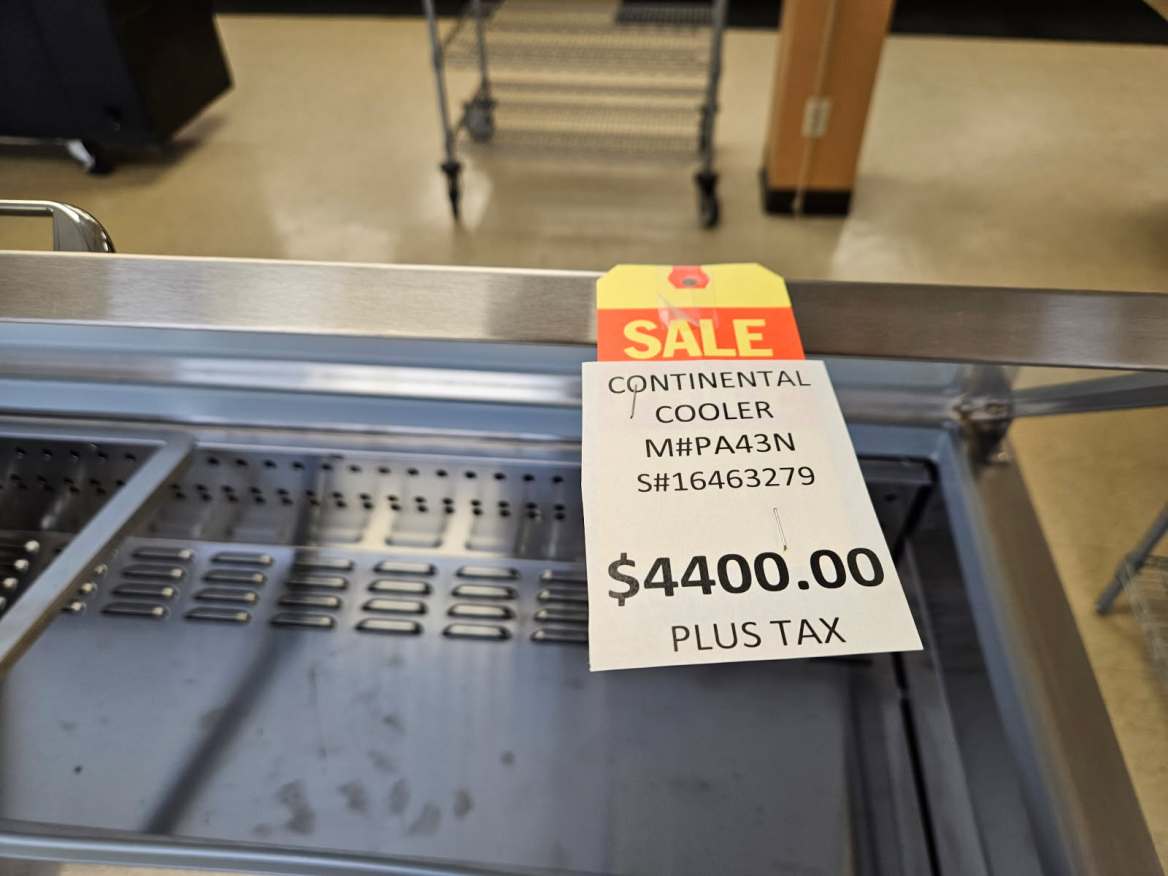 SALE
CONTINENTAL
COOLER
M#PA43N
S#16463279
$4400.00
PLUS TAX